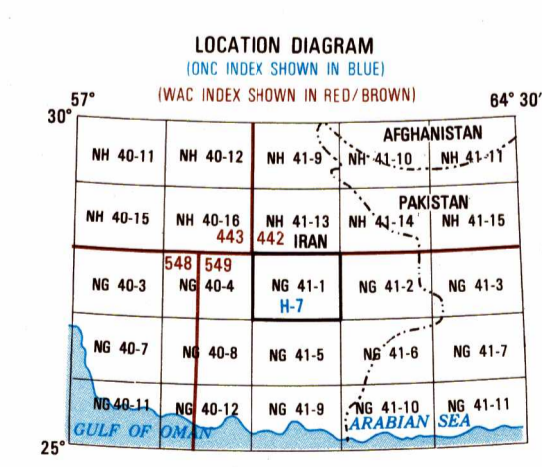 LOCATION DIAGRAM
(ONC INDEX SHOWN IN BLUE)
(WAC INDEX SHOWN IN RED/BROWN)
57° 64° 30'
30°
AFGHANISTAN
NH 40-11 NH 40-12 NH 41-9 NH 41-10 NH 41-11
PAKISTAN
NH 40-15 NH 40-16 NH 41-13 NH 41-14 NH 41-15
443 442 IRAN
548 549
NG 40-3 NG 40-4 NG 41-1 NG 41-2 NG 41-3
H-7
NG 40-7 NG 40-8 NG 41-5 NG 41-6 NG 41-7
NG 40-11 NG 40-12 NG 41-9 NG 41-10 NG 41-11
GULF OF OMAN ARABIAN SEA
25°